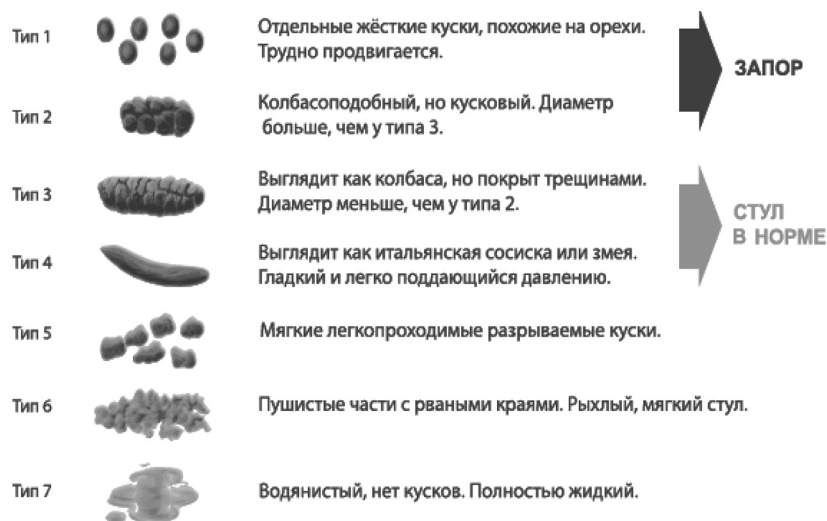 Тип 1
Отдельные жёсткие куски, похожие на орехи.
Трудно продвигается.
ЗАПОР
Тип 2
Колбасоподобный, но кусковый. Диаметр
больше, чем у типа 3.
Тип 3
Выглядит как колбаса, но покрыт трещинами.
Диаметр меньше, чем у типа 2.
СТУЛ
В НОРМЕ
Тип 4
Выглядит как итальянская сосиска или змея.
Гладкий и легко поддающийся давлению.
Тип 5
Мягкие легкопроходимые разрываемые куски.
Тип 6
Пушистые части с рваными краями. Рыхлый, мягкий стул.
Тип 7
Водянистый, нет кусков. Полностью жидкий.